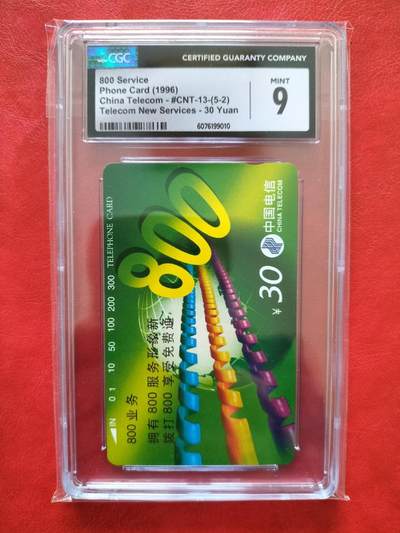 CGC
CERTIFIED GUARANTY COMPANY
800 Service
Phone Card (1996)
China Telecom - #CNT-13-(5-2)
Telecom New Services - 30 Yuan
6076199010
MINT
9
中国电信
CHINA TELECOM
¥ 30
800
800 业务
拥有 800 服务形象新
拨打 800 享受免费通
IN 0 1 10 50 100 200 300 TELEPHONE CARD